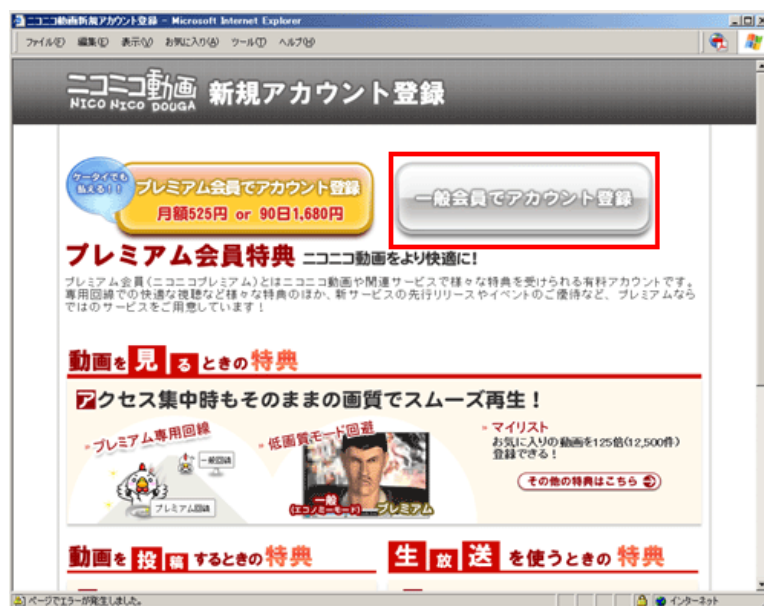 ニコニコ動画新規アカウント登録 - Microsoft Internet Explorer
ファイル(F) 編集(E) 表示(V) お気に入り(A) ツール(T) ヘルプ(H)
ニコニコ動画
NICO NICO DOUGA
新規アカウント登録
ケータイでも
払える!!
プレミアム会員でアカウント登録
月額525円 or 90日1,680円
一般会員でアカウント登録
プレミアム会員特典 ニコニコ動画をより快適に!
プレミアム会員(ニコニコプレミアム)とはニコニコ動画や関連サービスで様々な特典を受けられる有料アカウントです。
専用回線での快適な視聴など様々な特典のほか、新サービスの先行リリースやイベントのご優待など、プレミアムなら
ではのサービスをご用意しています!
動画を見るときの特典
アクセス集中時もそのままの画質でスムーズ再生!
プレミアム専用回線
一般回線
プレミアム回線
低画質モード回避
一般
(エコノミーモード)
プレミアム
マイリスト
お気に入りの動画を125倍(12,500件)
登録できる!
その他の特典はこちら
動画を投稿するときの特典
生放送を使うときの特典
ページでエラーが発生しました。
インターネット